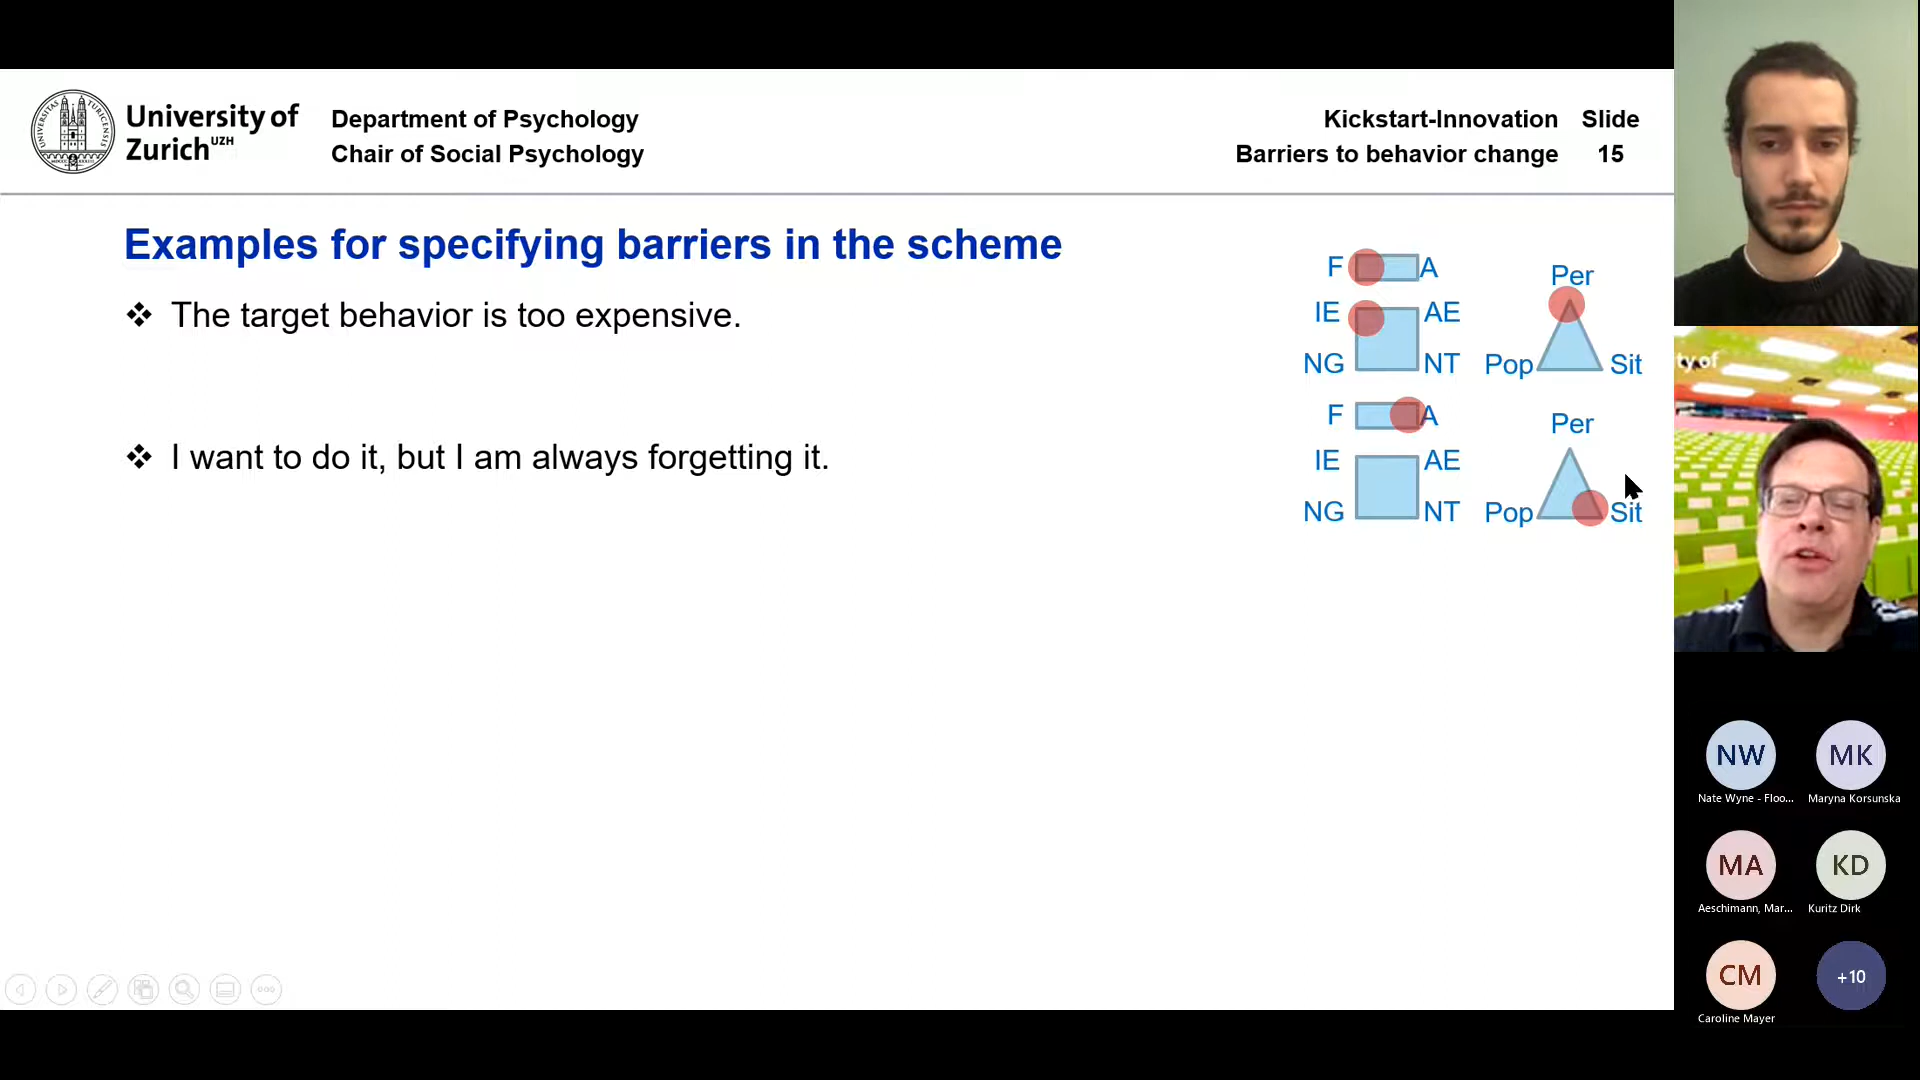 University of
Zurich UZH
Department of Psychology
Chair of Social Psychology
Kickstart-Innovation Slide
Barriers to behavior change 15
Examples for specifying barriers in the scheme
❖ The target behavior is too expensive.
F A
Per
IE AE
NG NT
Pop Sit
❖ I want to do it, but I am always forgetting it.
F A
Per
IE AE
NG NT
Pop Sit
ty of
NW MK
Nate Wyne - Floo... Maryna Korsunska
MA KD
Aeschimann, Mar... Kuritz Dirk
CM +10
Caroline Mayer